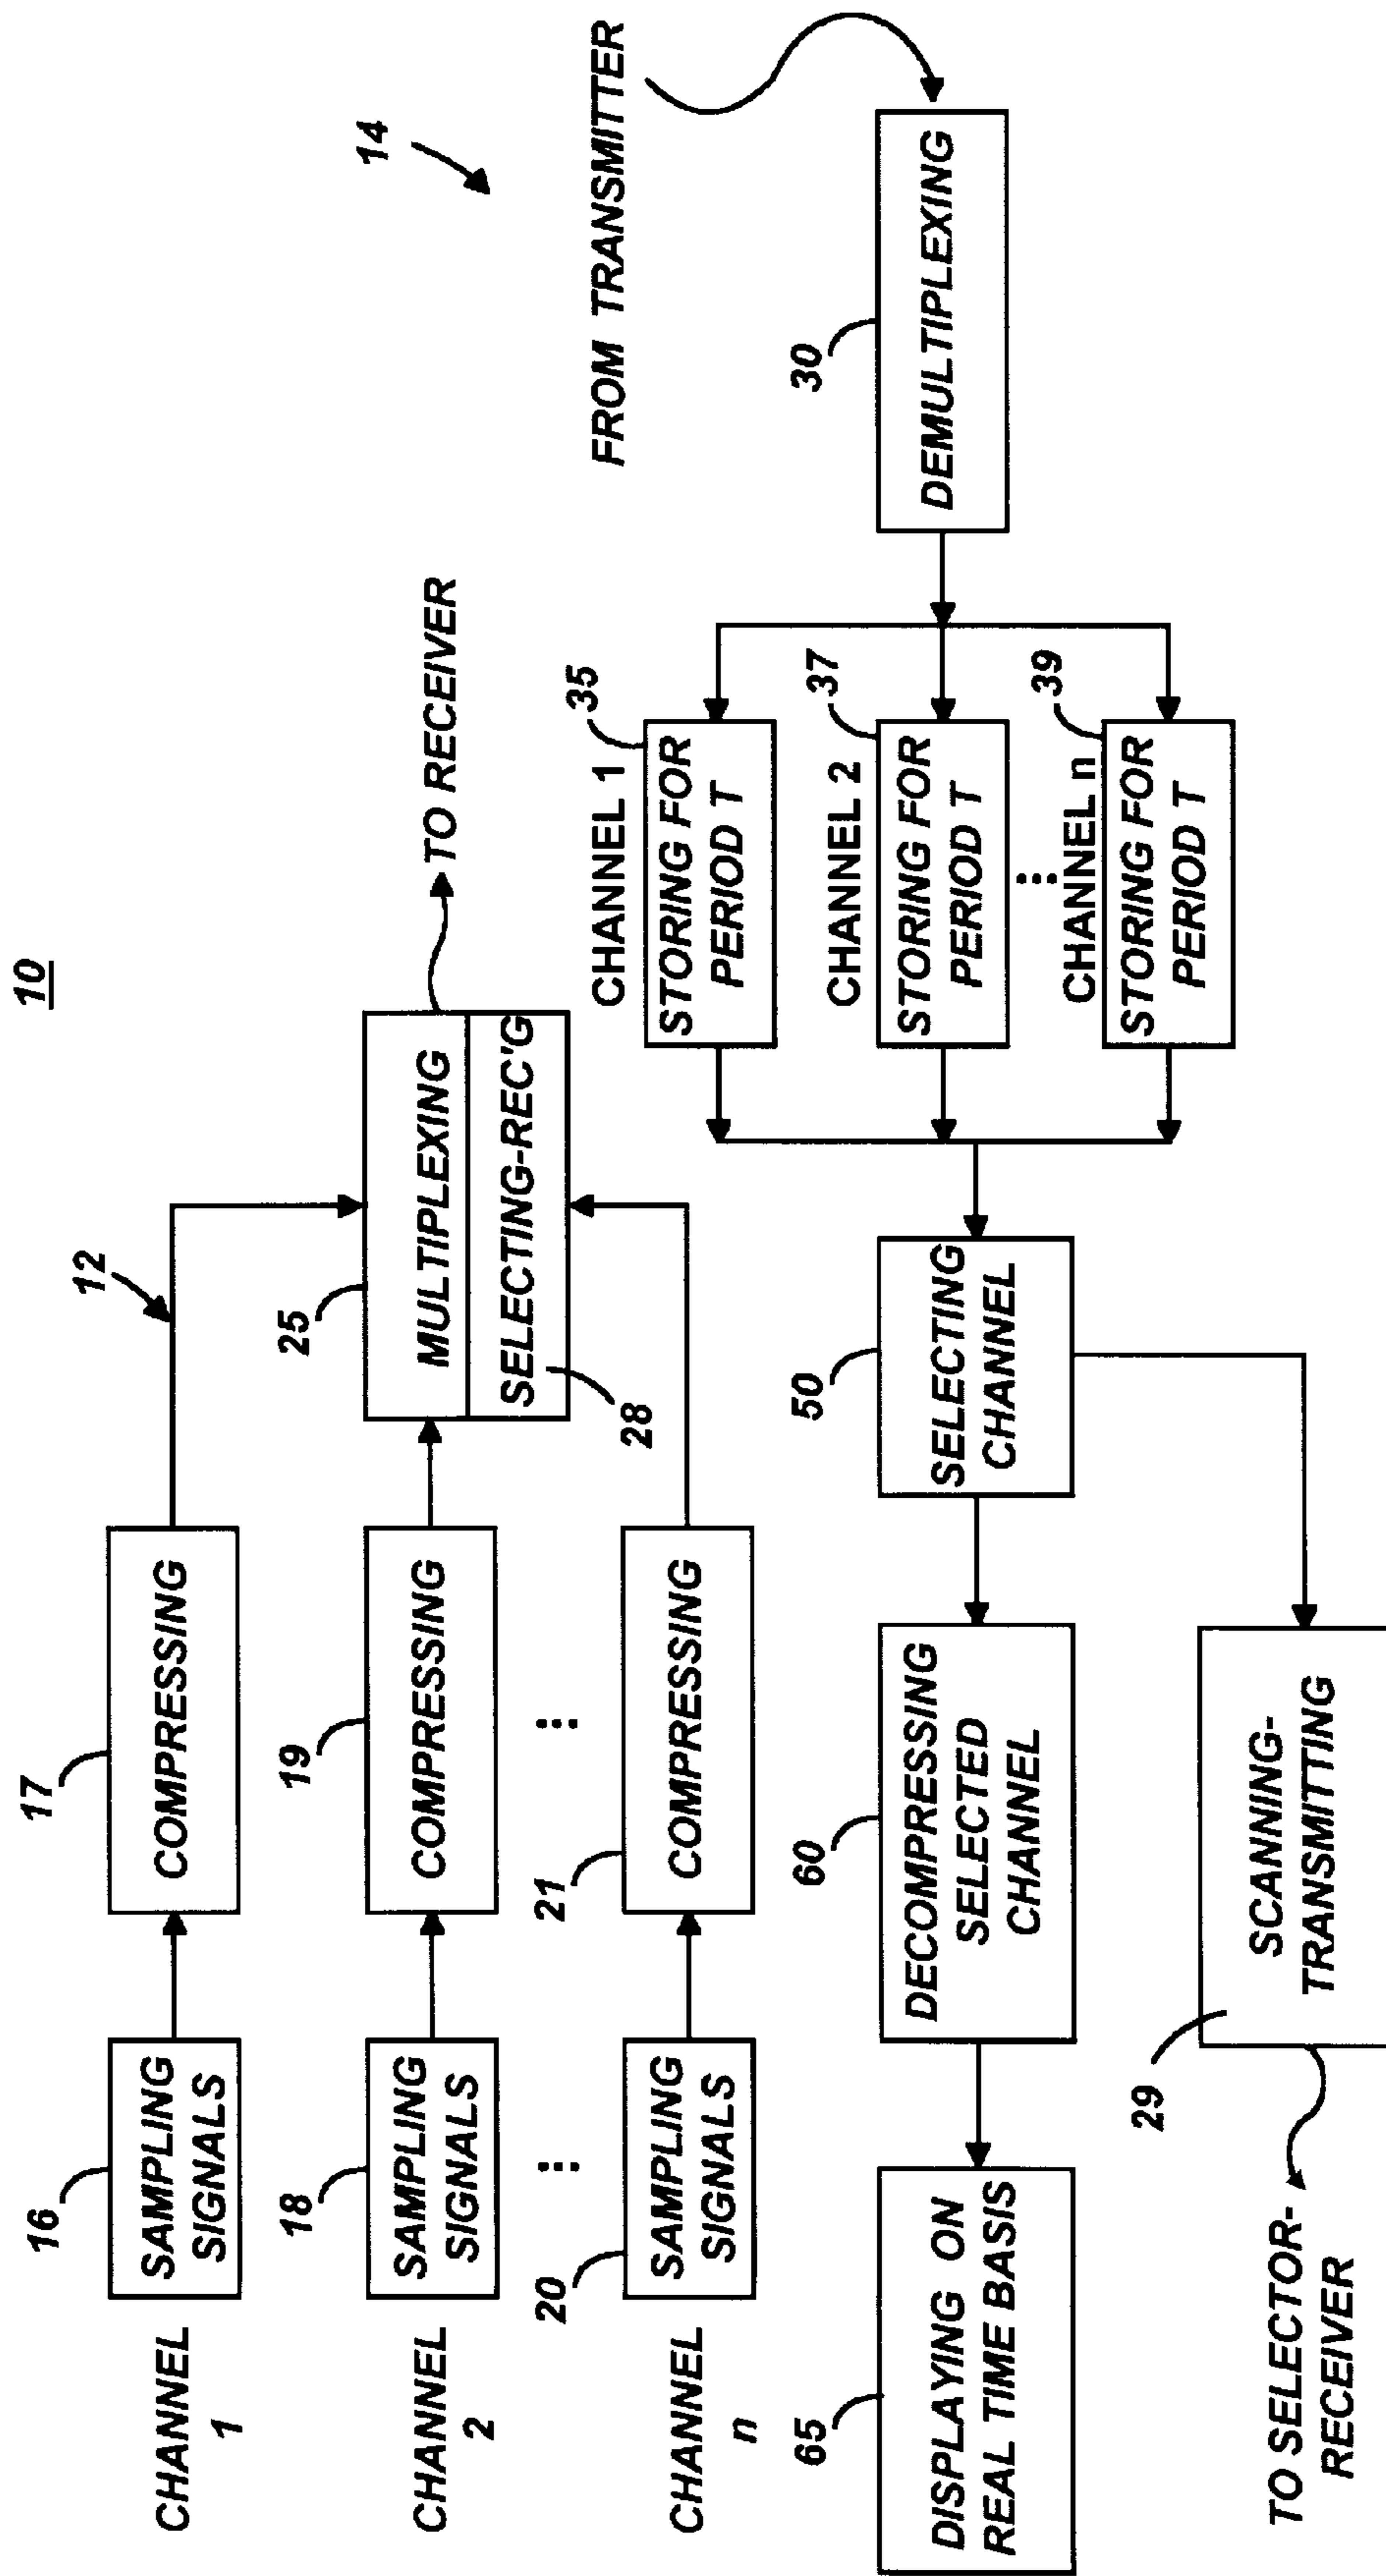 10
12
14
CHANNEL
1
16
SAMPLING
SIGNALS
17
COMPRESSING
CHANNEL
2
18
SAMPLING
SIGNALS
19
COMPRESSING
...
...
CHANNEL
n
20
SAMPLING
SIGNALS
21
COMPRESSING
25
MULTIPLEXING
SELECTING-REC'G
28
TO RECEIVER
FROM TRANSMITTER
30
DEMULTIPLEXING
CHANNEL 1
35
STORING FOR
PERIOD T
CHANNEL 2
37
STORING FOR
PERIOD T
...
CHANNEL n
39
STORING FOR
PERIOD T
50
SELECTING
CHANNEL
60
DECOMPRESSING
SELECTED
CHANNEL
65
DISPLAYING ON
REAL TIME BASIS
29
SCANNING-
TRANSMITTING
TO SELECTOR-
RECEIVER